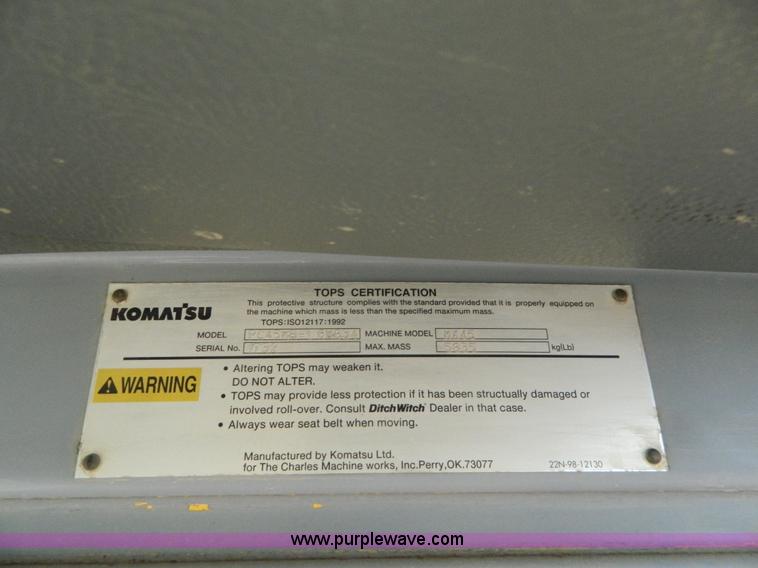 TOPS CERTIFICATION
KOMATSU
This protective structure complies with the standard provided that it is properly equipped on
the machine which mass is less than the specified maximum mass.
TOPS:ISO12117:1992
MODEL MACHINE MODEL
SERIAL No. MAX. MASS kg(Lb)
WARNING
• Altering TOPS may weaken it.
DO NOT ALTER.
• TOPS may provide less protection if it has been structually damaged or
involved roll-over. Consult DitchWitch Dealer in that case.
• Always wear seat belt when moving.
Manufactured by Komatsu Ltd.
for The Charles Machine works, Inc.Perry,OK.73077
22N-98-12130
www.purplewave.com